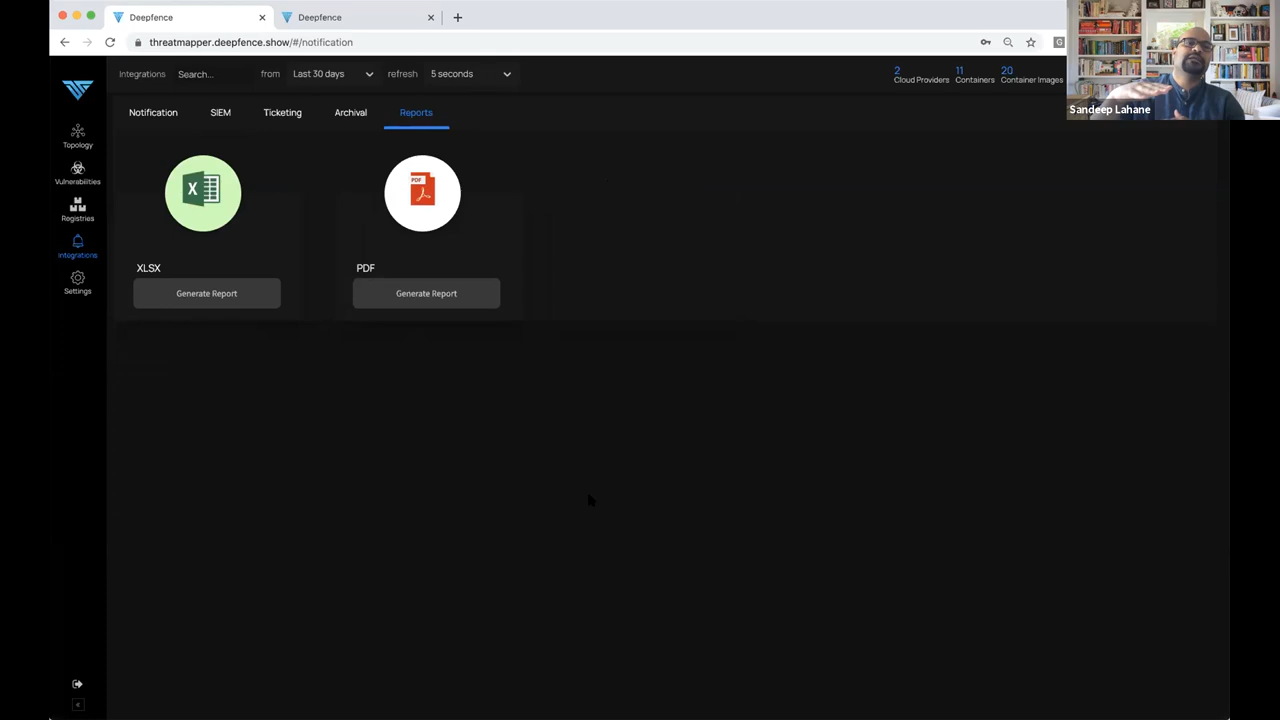 Deepfence
Deepfence
threatmapper.deepfence.show/#/notification
G
Sandeep Lahane
Integrations Search... from Last 30 days refresh 5 seconds
2 11 20
Cloud Providers Containers Container Images
Notification SIEM Ticketing Archival Reports
Topology
Vulnerabilities
Registries
Integrations
Settings
X
PDF
XLSX PDF
Generate Report Generate Report